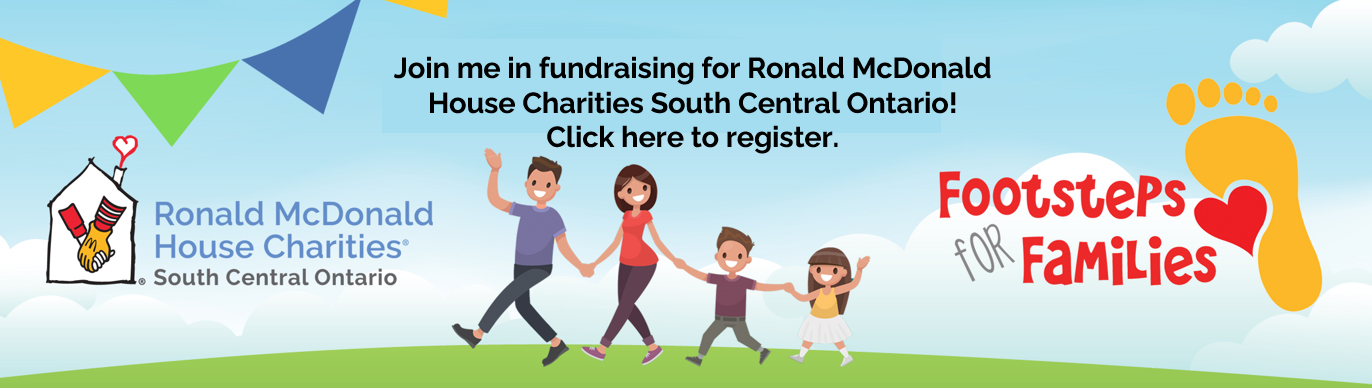 Join me in fundraising for Ronald McDonald
House Charities South Central Ontario!
Click here to register.
Ronald McDonald
House Charities®
® South Central Ontario
Footsteps
for
Families